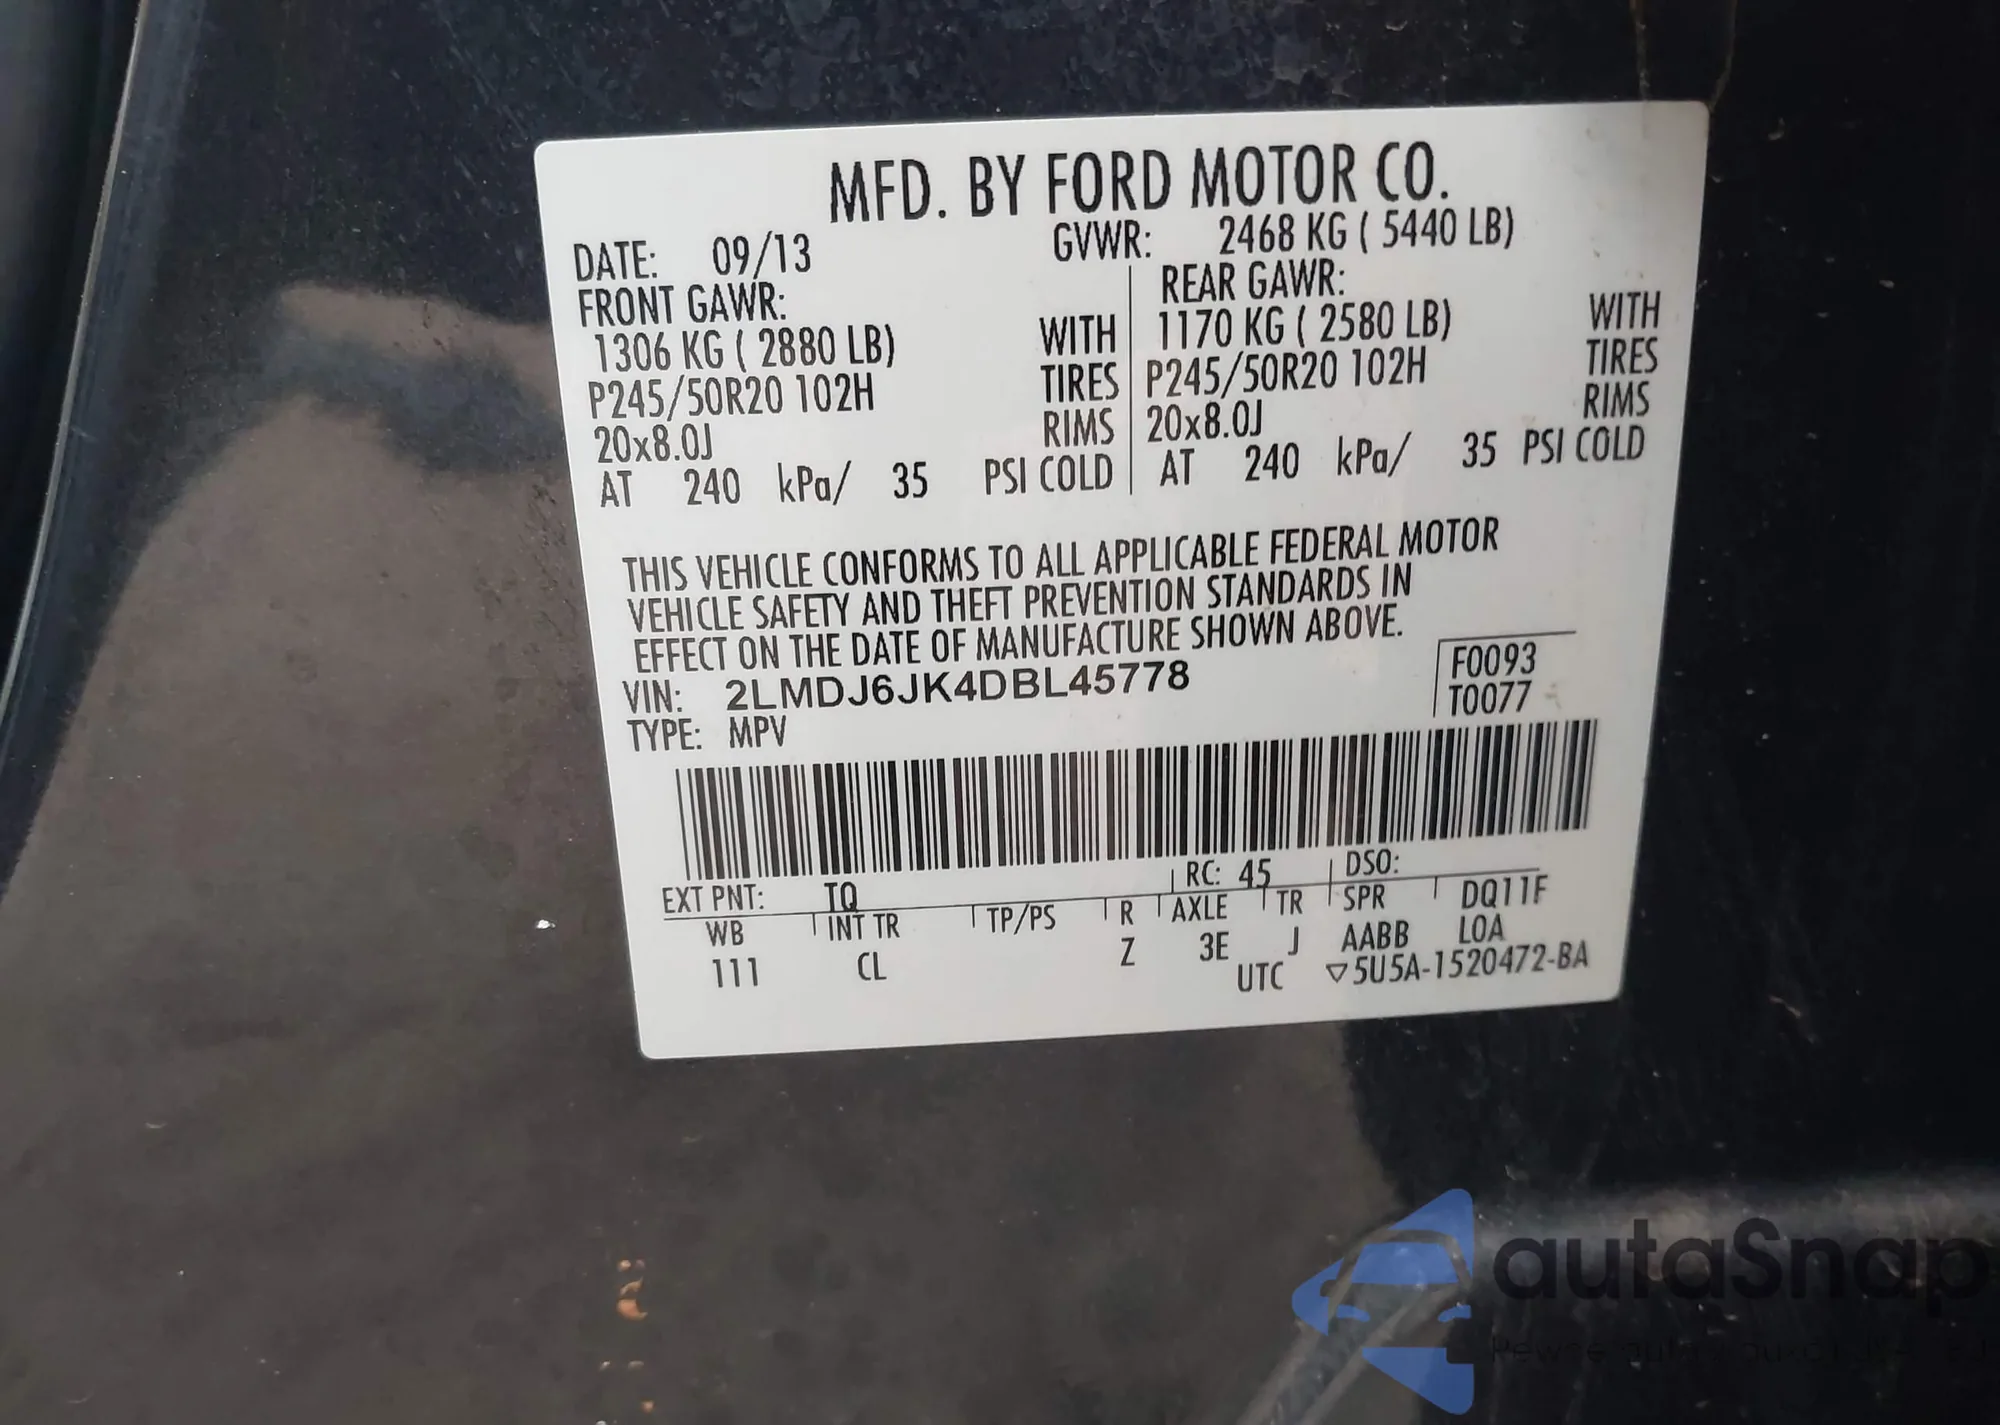 MFD. BY FORD MOTOR CO.
DATE: 09/13 GVWR: 2468 KG ( 5440 LB)
FRONT GAWR: REAR GAWR:
1306 KG ( 2880 LB) WITH 1170 KG ( 2580 LB) WITH
P245/50R20 102H TIRES P245/50R20 102H TIRES
20x8.0J RIMS 20x8.0J RIMS
AT 240 kPa/ 35 PSI COLD AT 240 kPa/ 35 PSI COLD
THIS VEHICLE CONFORMS TO ALL APPLICABLE FEDERAL MOTOR
VEHICLE SAFETY AND THEFT PREVENTION STANDARDS IN
EFFECT ON THE DATE OF MANUFACTURE SHOWN ABOVE.
VIN: 2LMDJ6JK4DBL45778 F0093
TYPE: MPV T0077
EXT PNT: TQ RC: 45 DSO:
WB INT TR TP/PS R AXLE TR SPR DQ11F
111 CL Z 3E J AABB LOA
UTC ▽5U5A-1520472-BA
autaSnap